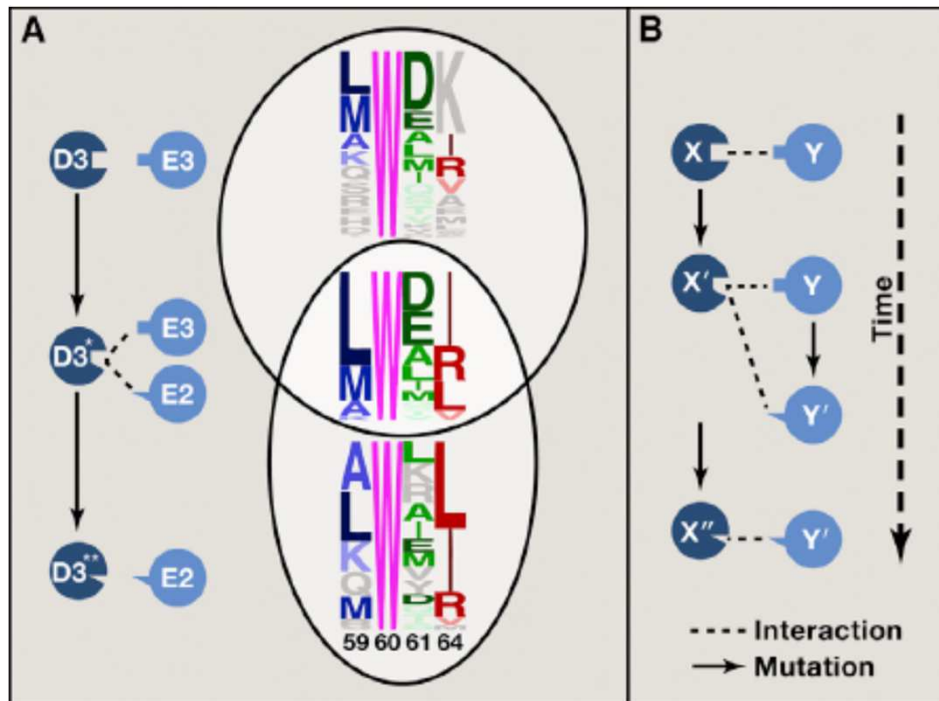 A
B
D3 E3
D3* E3
E2
D3** E2
L W D K
M E
A A I
K L R
Q M V
I A
L W D I
M E R
A A L
L
A W L L
L K
K R I
Q A R
M I
E
M
V
Y
D
59 60 61 64
X Y
X′ Y
Y′
X″ Y′
Time
Interaction
Mutation